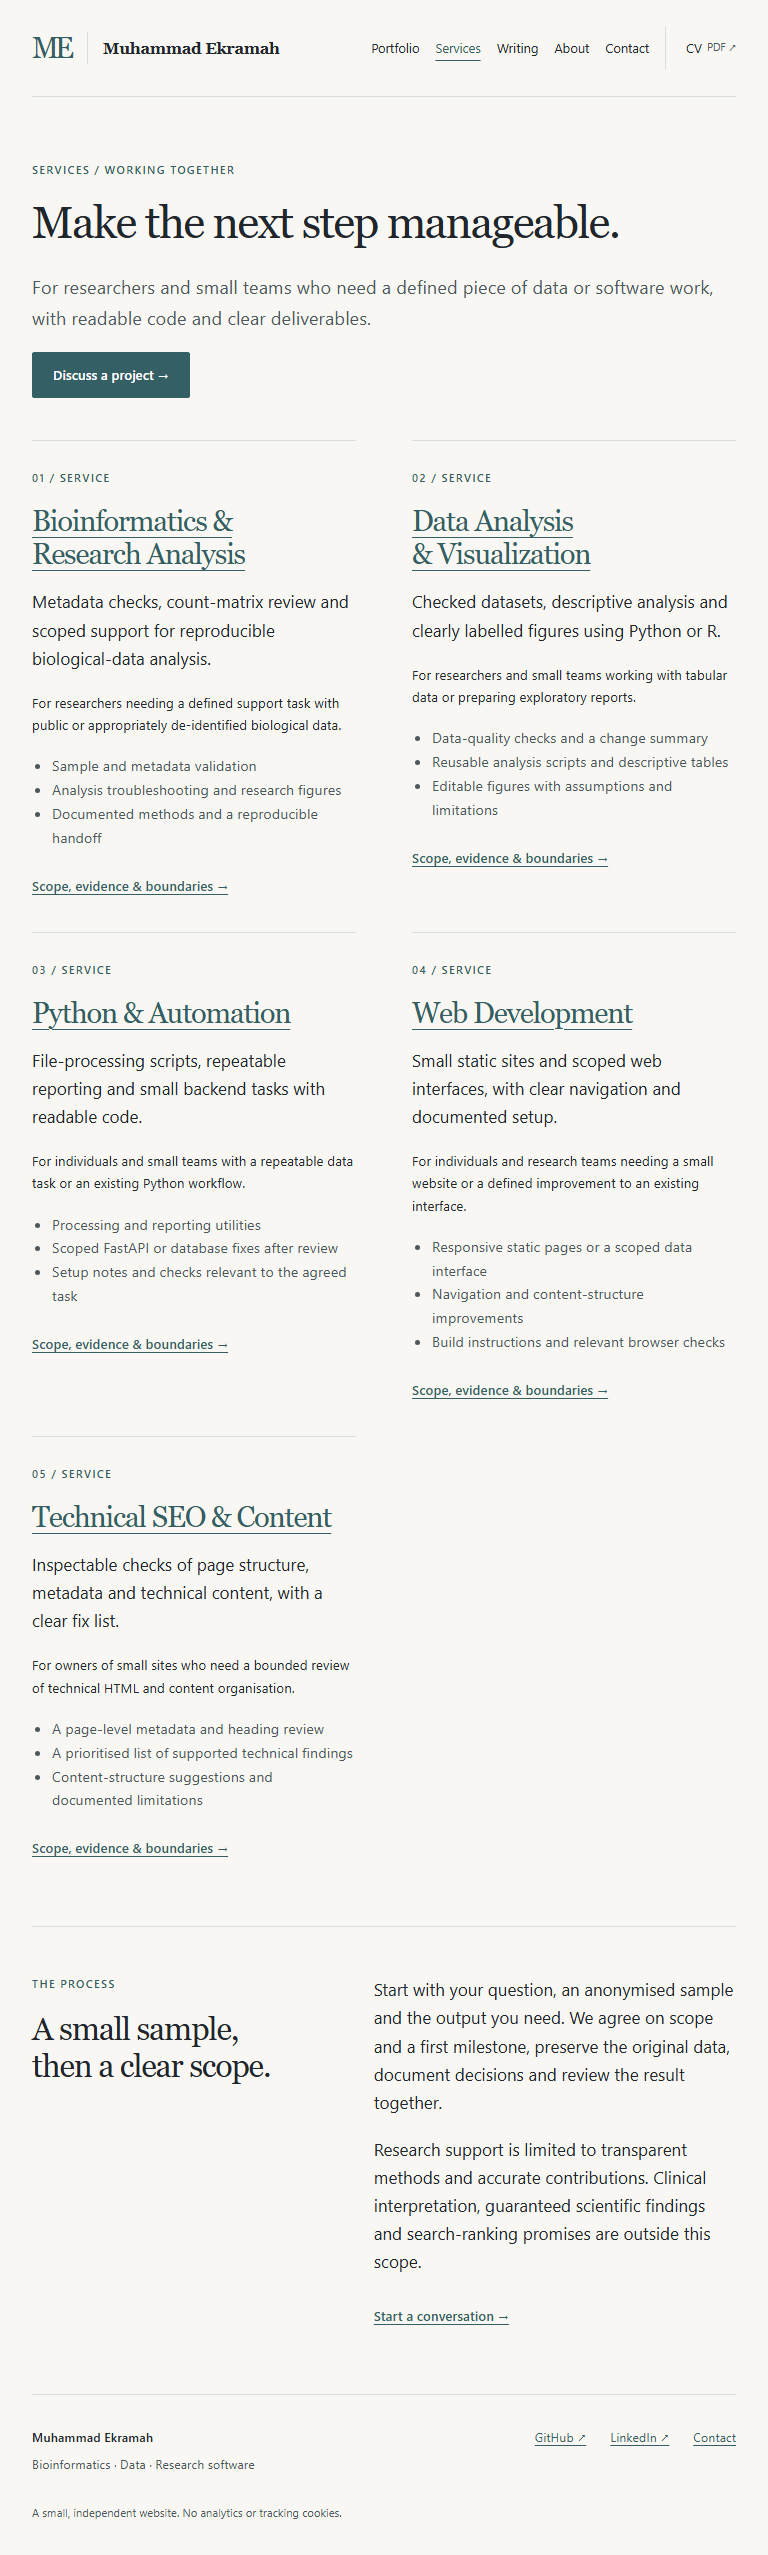 ME
Muhammad Ekramah
Portfolio Services Writing About Contact CV PDF ↗
SERVICES / WORKING TOGETHER
Make the next step manageable.
For researchers and small teams who need a defined piece of data or software work,
with readable code and clear deliverables.
Discuss a project →
01 / SERVICE
Bioinformatics &
Research Analysis
Metadata checks, count-matrix review and
scoped support for reproducible
biological-data analysis.
For researchers needing a defined support task with
public or appropriately de-identified biological data.
• Sample and metadata validation
• Analysis troubleshooting and research figures
• Documented methods and a reproducible
handoff
Scope, evidence & boundaries →
02 / SERVICE
Data Analysis
& Visualization
Checked datasets, descriptive analysis and
clearly labelled figures using Python or R.
For researchers and small teams working with tabular
data or preparing exploratory reports.
• Data-quality checks and a change summary
• Reusable analysis scripts and descriptive tables
• Editable figures with assumptions and
limitations
Scope, evidence & boundaries →
03 / SERVICE
Python & Automation
File-processing scripts, repeatable
reporting and small backend tasks with
readable code.
For individuals and small teams with a repeatable data
task or an existing Python workflow.
• Processing and reporting utilities
• Scoped FastAPI or database fixes after review
• Setup notes and checks relevant to the agreed
task
Scope, evidence & boundaries →
04 / SERVICE
Web Development
Small static sites and scoped web
interfaces, with clear navigation and
documented setup.
For individuals and research teams needing a small
website or a defined improvement to an existing
interface.
• Responsive static pages or a scoped data
interface
• Navigation and content-structure
improvements
• Build instructions and relevant browser checks
Scope, evidence & boundaries →
05 / SERVICE
Technical SEO & Content
Inspectable checks of page structure,
metadata and technical content, with a
clear fix list.
For owners of small sites who need a bounded review
of technical HTML and content organisation.
• A page-level metadata and heading review
• A prioritised list of supported technical findings
• Content-structure suggestions and
documented limitations
Scope, evidence & boundaries →
THE PROCESS
A small sample,
then a clear scope.
Start with your question, an anonymised sample
and the output you need. We agree on scope
and a first milestone, preserve the original data,
document decisions and review the result
together.
Research support is limited to transparent
methods and accurate contributions. Clinical
interpretation, guaranteed scientific findings
and search-ranking promises are outside this
scope.
Start a conversation →
Muhammad Ekramah
Bioinformatics · Data · Research software
GitHub ↗ LinkedIn ↗ Contact
A small, independent website. No analytics or tracking cookies.